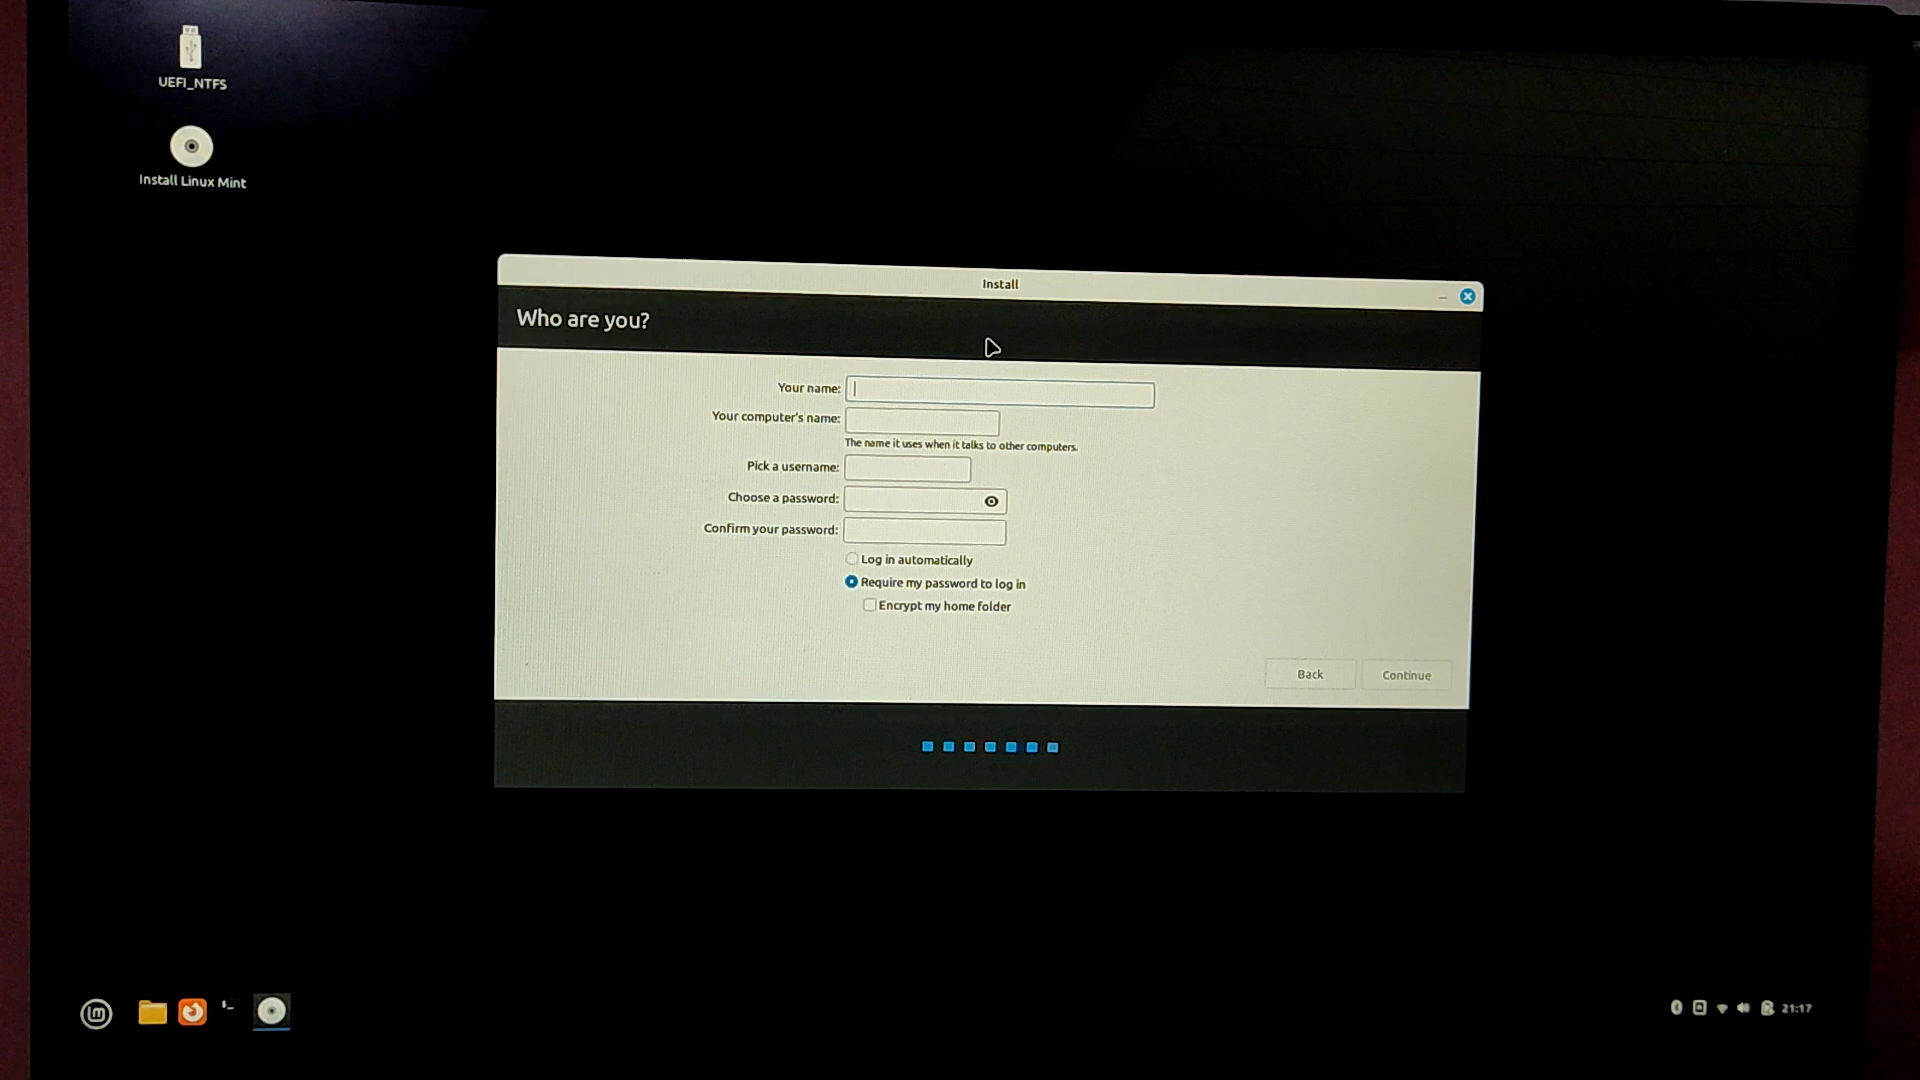 UEFI_NTFS
Install Linux Mint
Install
Who are you?
Your name:
Your computer's name:
The name it uses when it talks to other computers.
Pick a username:
Choose a password:
Confirm your password:
Log in automatically
Require my password to log in
Encrypt my home folder
Back
Continue
21:17